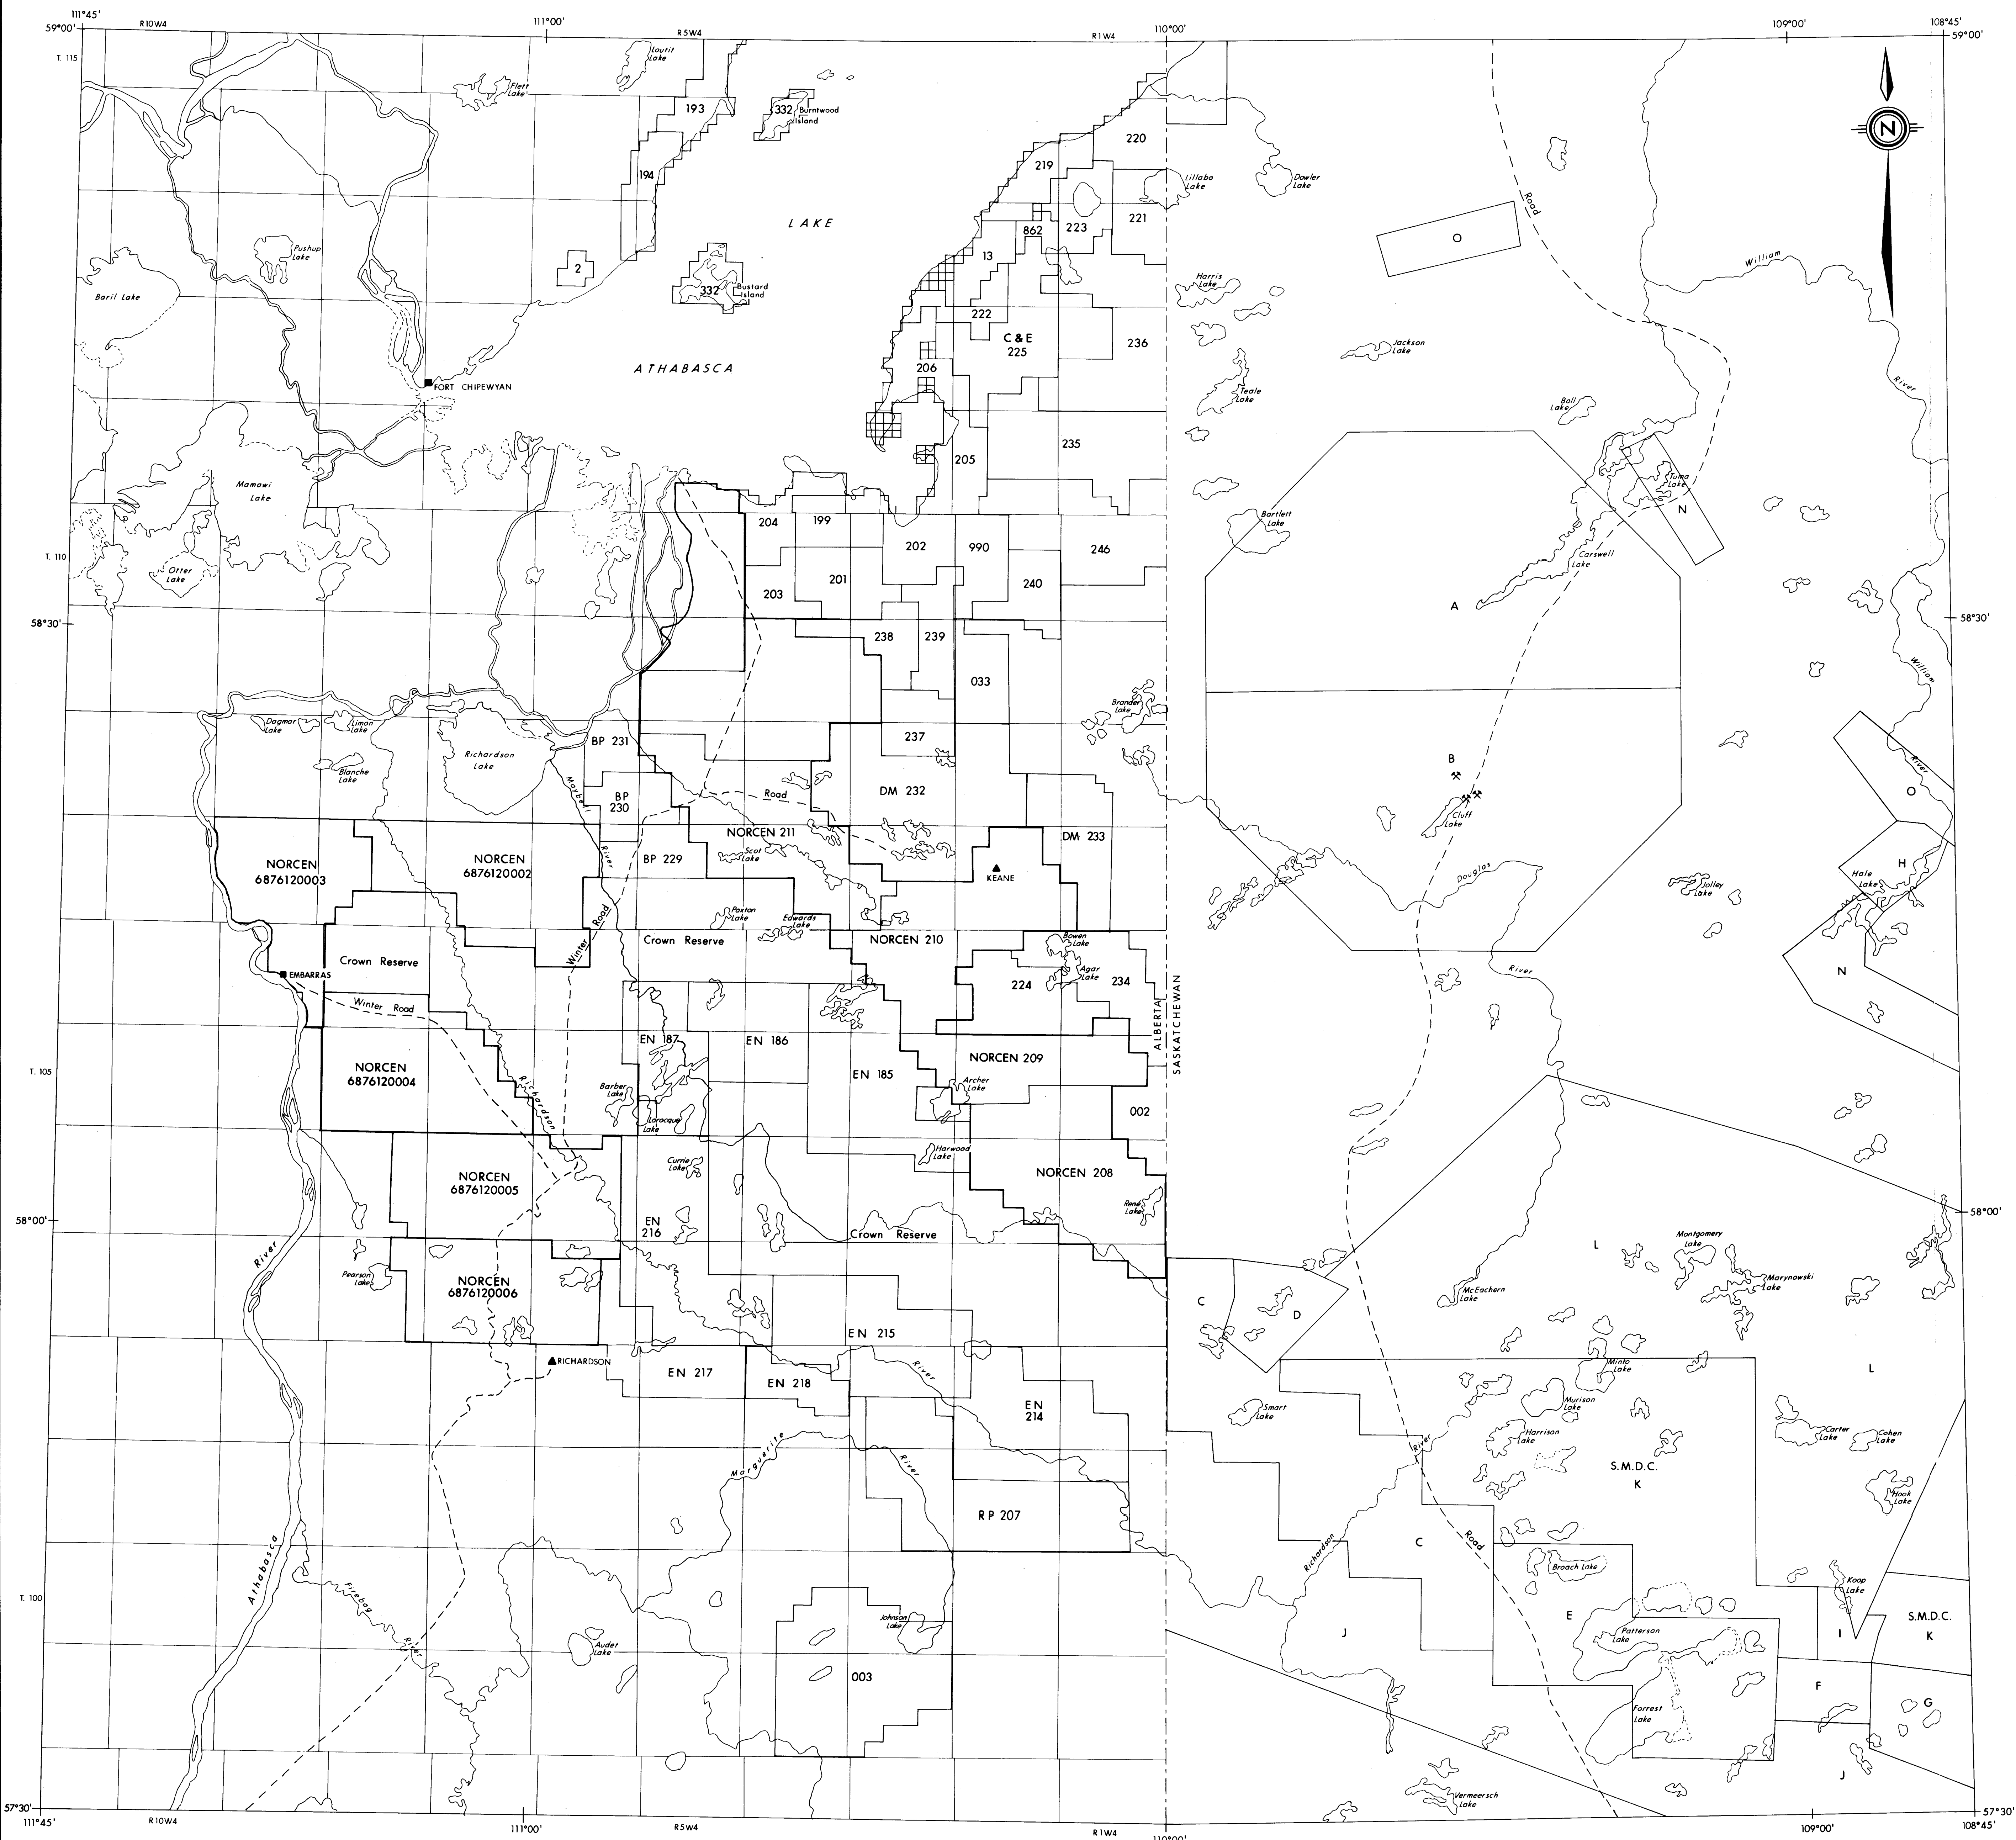 111°45'
R10W4
111°00'
R5W4
R1W4
110°00'
109°00'
108°45'
59°00'
59°00'
T. 115
Loutit
Lake
Flett
Lake
193
332
Burntwood
Island
194
N
220
219
Lillabo
Lake
Dowler
Lake
Road
LAKE
862
223
221
O
13
Pushup
Lake
2
332
Bustard
Island
Baril Lake
Harris
Lake
William
River
222
C & E
225
236
Jackson
Lake
ATHABASCA
206
FORT CHIPEWYAN
Teale
Lake
Boll
Lake
235
205
Mamawi
Lake
Tuma
Lake
N
204
199
Bartlett
Lake
T. 110
202
990
246
Carswell
Lake
Otter
Lake
201
240
203
A
58°30'
58°30'
238
239
033
William
River
Brander
Lake
Dagmar
Lake
Limon
Lake
BP 231
237
Richardson
Lake
Blanche
Lake
B
Maybell
River
BP
230
Road
DM 232
O
Cluff
Lake
NORCEN 211
DM 233
NORCEN
6876120003
NORCEN
6876120002
BP 229
Scot
Lake
KEANE
Douglas
River
H
Hale
Lake
Jolley
Lake
Paxton
Lake
Edwards
Lake
Winter Road
Crown Reserve
NORCEN 210
Bowen
Lake
Crown Reserve
EMBARRAS
Agar
Lake
224
234
N
ALBERTA
SASKATCHEWAN
Winter Road
EN 187
EN 186
NORCEN 209
T. 105
NORCEN
6876120004
EN 185
Archer
Lake
Richardson
Barber
Lake
Larocque
Lake
002
Harwood
Lake
Currie
Lake
NORCEN
6876120005
NORCEN 208
René
Lake
58°00'
58°00'
EN
216
Crown Reserve
River
L
Montgomery
Lake
Pearson
Lake
NORCEN
6876120006
McEachern
Lake
Marynowski
Lake
C
D
EN 215
RICHARDSON
EN 217
EN 218
River
Minto
Lake
L
EN
214
Smart
Lake
Murison
Lake
Harrison
Lake
Carter
Lake
Cohen
Lake
River
Marguerite
River
S.M.D.C.
K
Hook
Lake
RP 207
Road
C
Richardson
Athabasca
Broach Lake
Firebag
River
Koop
Lake
T. 100
E
Johnson
Lake
S.M.D.C.
K
I
J
Patterson
Lake
Audet
Lake
003
F
G
Forrest
Lake
J
Vermeersch
Lake
57°30'
57°30'
111°45'
R10W4
111°00'
R5W4
R1W4
110°00'
109°00'
108°45'